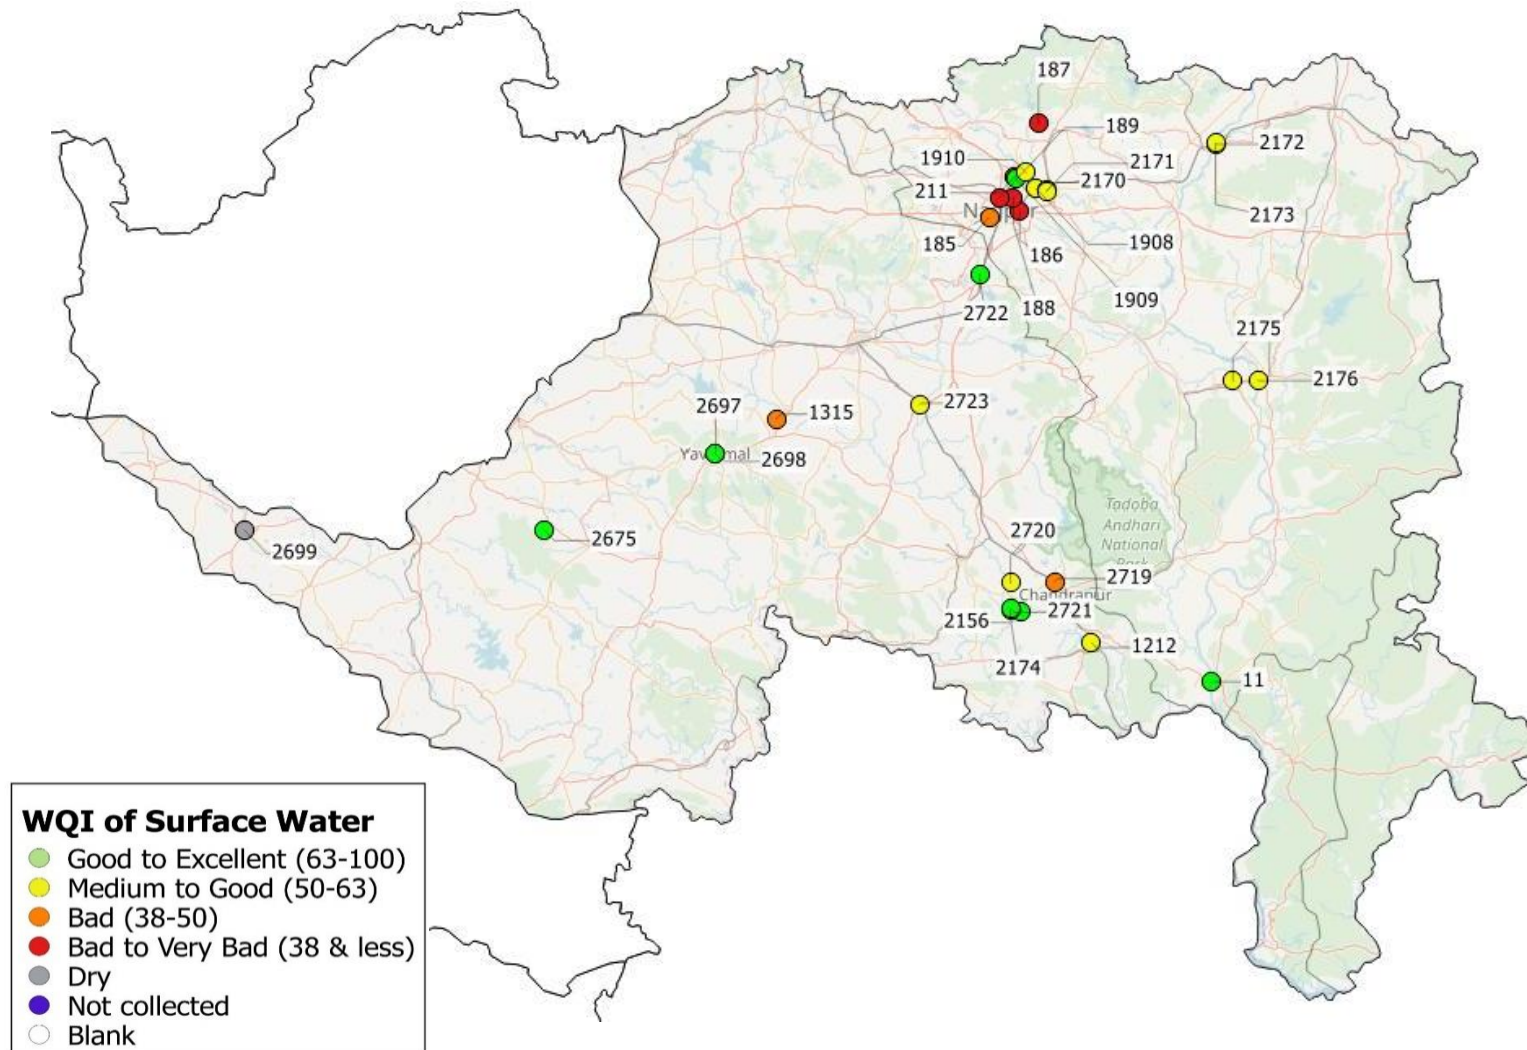 187
189
1910
2171
2172
211
2170
2173
185
186
1908
2722
188
1909
2175
2176
2697
1315
2723
2698
Tadoba
Andhari
National
2699
2675
2720
2719
Chandrapur
2156
2721
2174
1212
11
WQI of Surface Water
Good to Excellent (63-100)
Medium to Good (50-63)
Bad (38-50)
Bad to Very Bad (38 & less)
Dry
Not collected
Blank